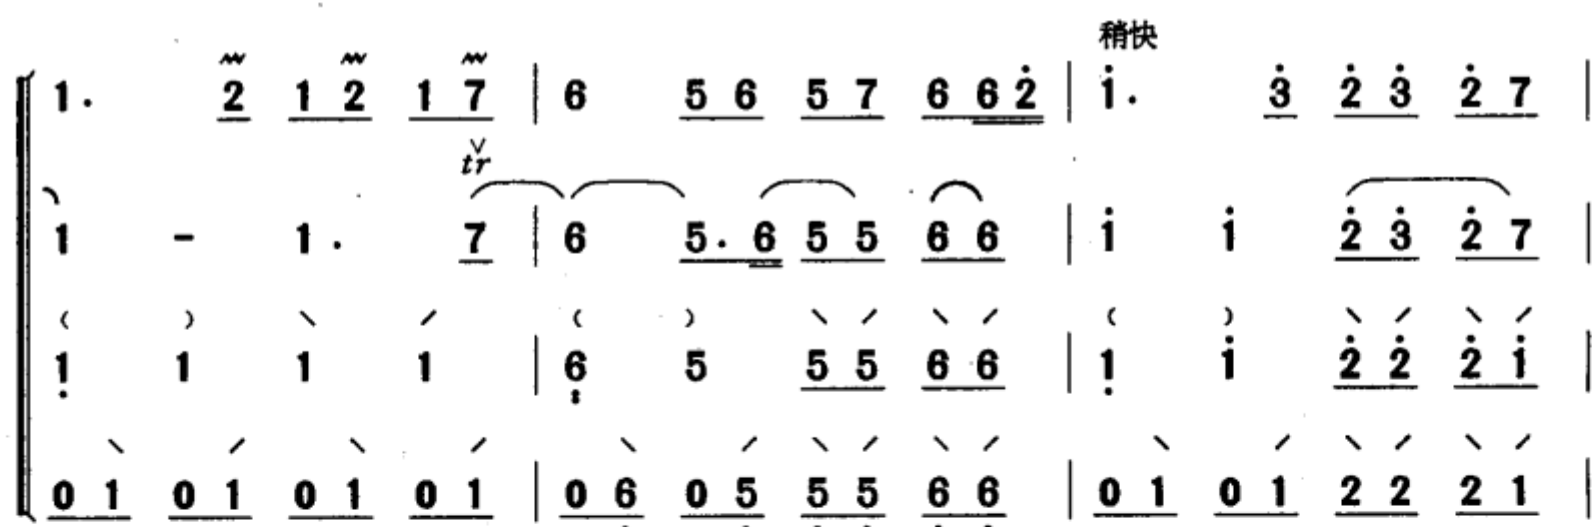 稍快
1. 2 1 2 1 7 | 6 5 6 5 7 6 6 2̇ | 1̇. 3̇ 2̇ 3̇ 2̇ 7 |
tr
1 - 1. 7 | 6 5. 6 5 5 6 6 | 1̇ 1̇ 2̇ 3̇ 2̇ 7 |
1̣ 1 1 1 | 6̤ 5 5 5 6 6 | 1̣ 1̇ 2̇ 2̇ 2̇ 1̇ |
0 1 0 1 0 1 0 1 | 0 6̣ 0 5̣ 5̣ 5̣ 6̣ 6̣ | 0 1 0 1 2 2 2 1 |